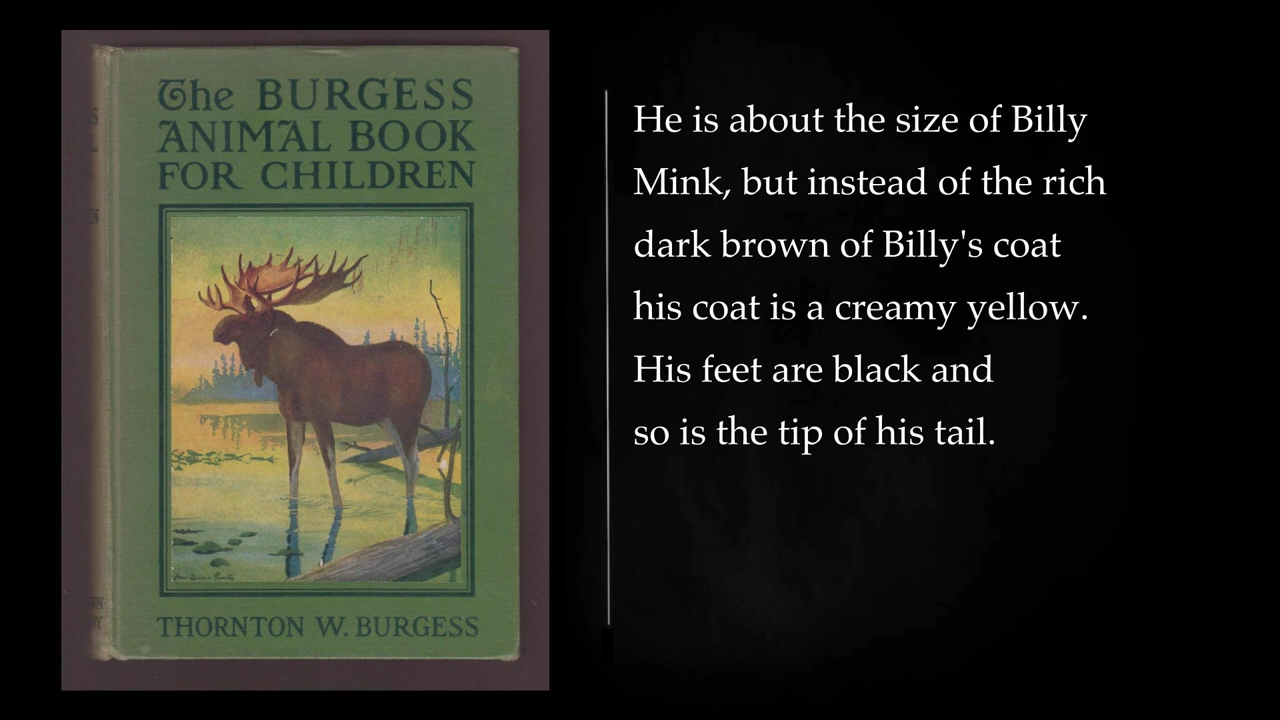 The BURGESS
ANIMAL BOOK
FOR CHILDREN
THORNTON W. BURGESS
He is about the size of Billy
Mink, but instead of the rich
dark brown of Billy's coat
his coat is a creamy yellow.
His feet are black and
so is the tip of his tail.